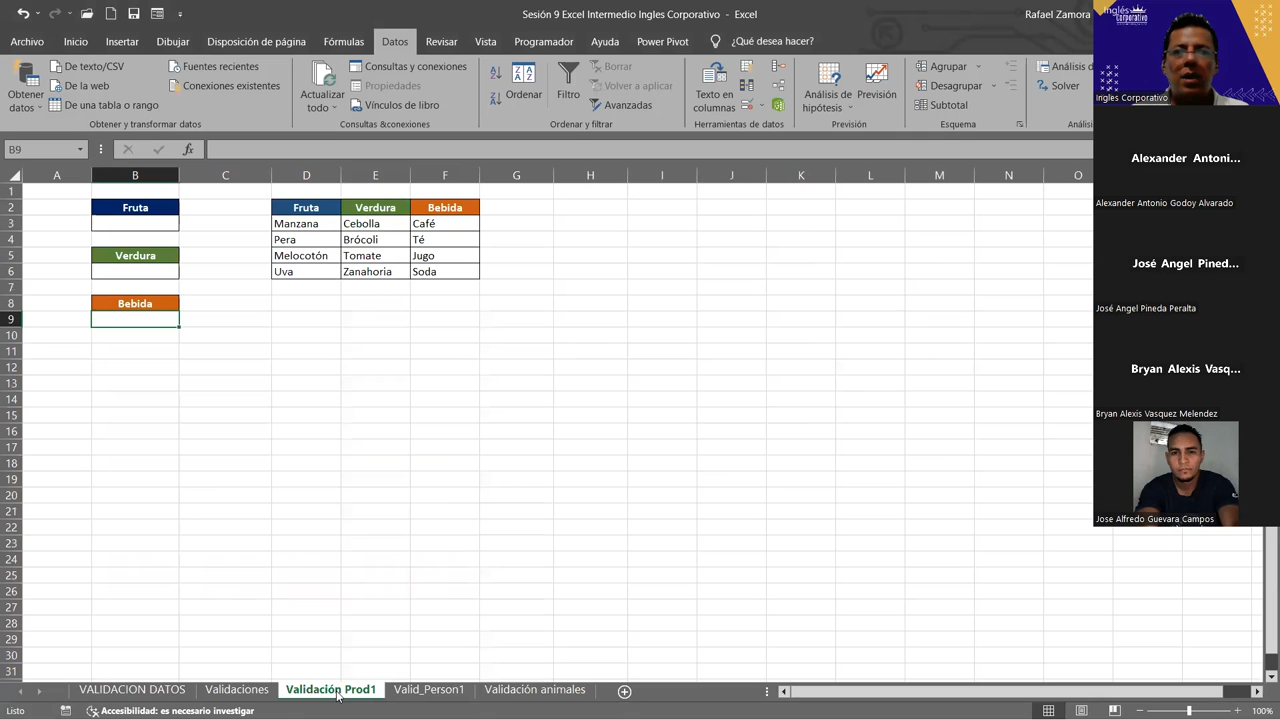 Sesión 9 Excel Intermedio Ingles Corporativo - Excel
Rafael Zamora
Archivo Inicio Insertar Dibujar Disposición de página Fórmulas Datos Revisar Vista Programador Ayuda Power Pivot ¿Qué desea hacer?
Obtener datos
De texto/CSV
De la web
De una tabla o rango
Fuentes recientes
Conexiones existentes
Obtener y transformar datos
Actualizar todo
Consultas y conexiones
Propiedades
Vínculos de libro
Consultas & conexiones
Ordenar
Filtro
Borrar
Volver a aplicar
Avanzadas
Ordenar y filtrar
Texto en columnas
Herramientas de datos
Análisis de hipótesis
Previsión
Previsión
Agrupar
Desagrupar
Subtotal
Esquema
Análisis d
Solver
Análisi
B9
fx
A B C D E F G H I J K L M N O
1
2 Fruta Fruta Verdura Bebida
3 Manzana Cebolla Café
4 Pera Brócoli Té
5 Verdura Melocotón Tomate Jugo
6 Uva Zanahoria Soda
7
8 Bebida
9
10
11
12
13
14
15
16
17
18
19
20
21
22
23
24
25
26
27
28
29
30
31
VALIDACION DATOS Validaciones Validación Prod1 Valid_Person1 Validación animales
Listo Accesibilidad: es necesario investigar 100%
Inglés
Corporativo
Ingles Corporativo
Alexander Antoni...
Alexander Antonio Godoy Alvarado
José Angel Pined...
José Angel Pineda Peralta
Bryan Alexis Vasq...
Bryan Alexis Vasquez Melendez
Jose Alfredo Guevara Campos